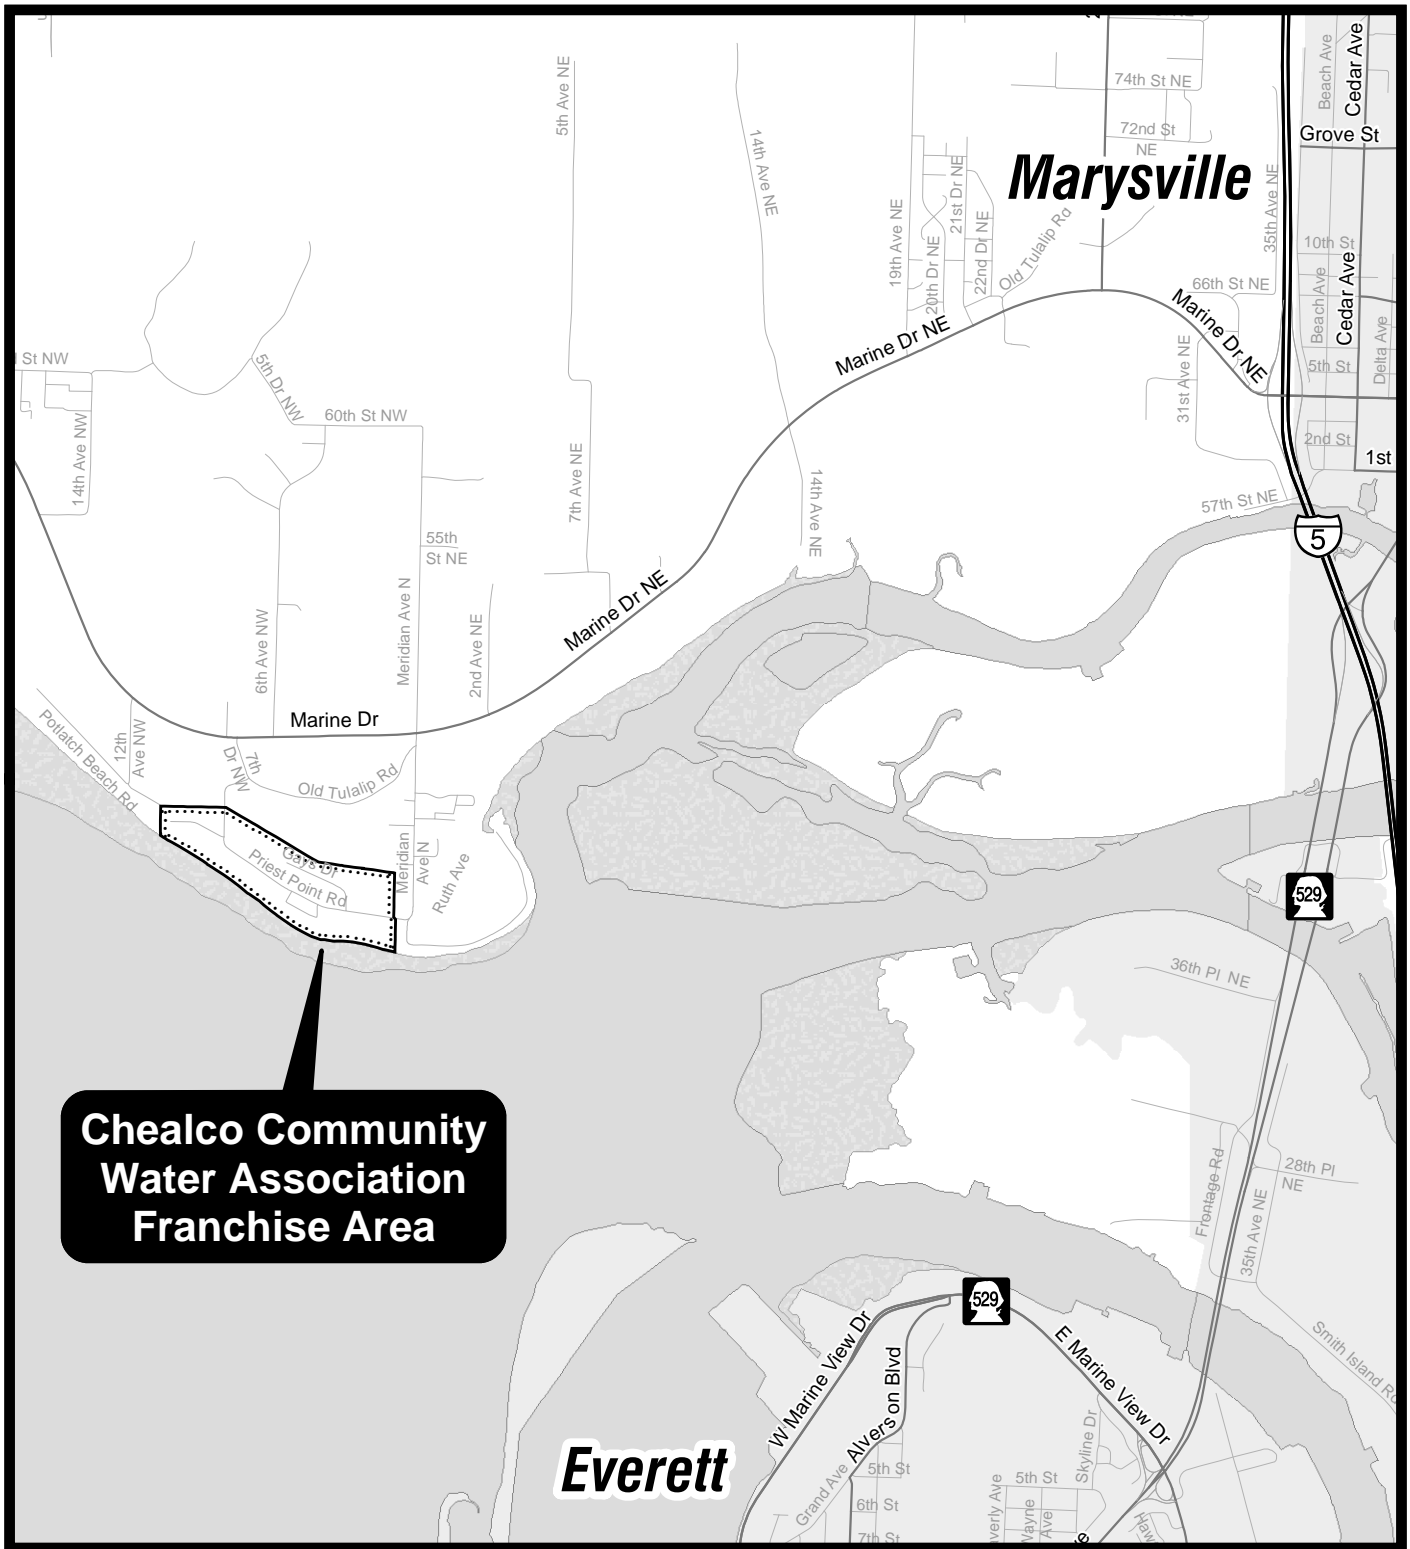 5th Ave NE
14th Ave NE
74th St NE
72nd St
NE
Beach Ave
Cedar Ave
Grove St
Marysville
19th Ave NE
20th Dr NE
21st Dr NE
22nd Dr NE
Old Tulalip Rd
35th Ave NE
10th St
66th St NE
Marine Dr NE
Marine Dr NE
Beach Ave
Cedar Ave
Delta Ave
5th St
31st Ave NE
2nd St
1st
St NW
5th Dr NW
60th St NW
14th Ave NW
7th Ave NE
14th Ave NE
57th St NE
5
55th
St NE
Marine Dr NE
6th Ave NW
Meridian Ave N
2nd Ave NE
Marine Dr
Potlatch Beach Rd
12th
Ave NW
7th
Dr NW
Old Tulalip Rd
Gays Dr
Priest Point Rd
Meridian
Ave N
Ruth Ave
529
36th Pl NE
Chealco Community
Water Association
Franchise Area
Frontage Rd
28th Pl
NE
35th Ave NE
529
W Marine View Dr
Alverson Blvd
E Marine View Dr
Smith Island Rd
Everett
Grand Ave
5th St
6th St
7th St
5th St
Skyline Dr
Wayne
Ave